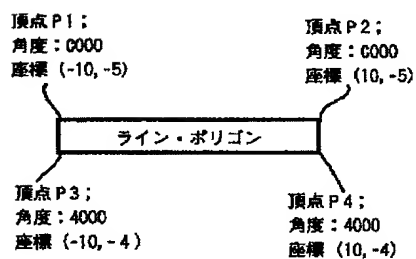 頂点P1;
角度:C000
座標(-10,-5)
頂点P2;
角度:C000
座標(10,-5)
ライン・ポリゴン
頂点P3;
角度:4000
座標(-10,-4)
頂点P4;
角度:4000
座標(10,-4)